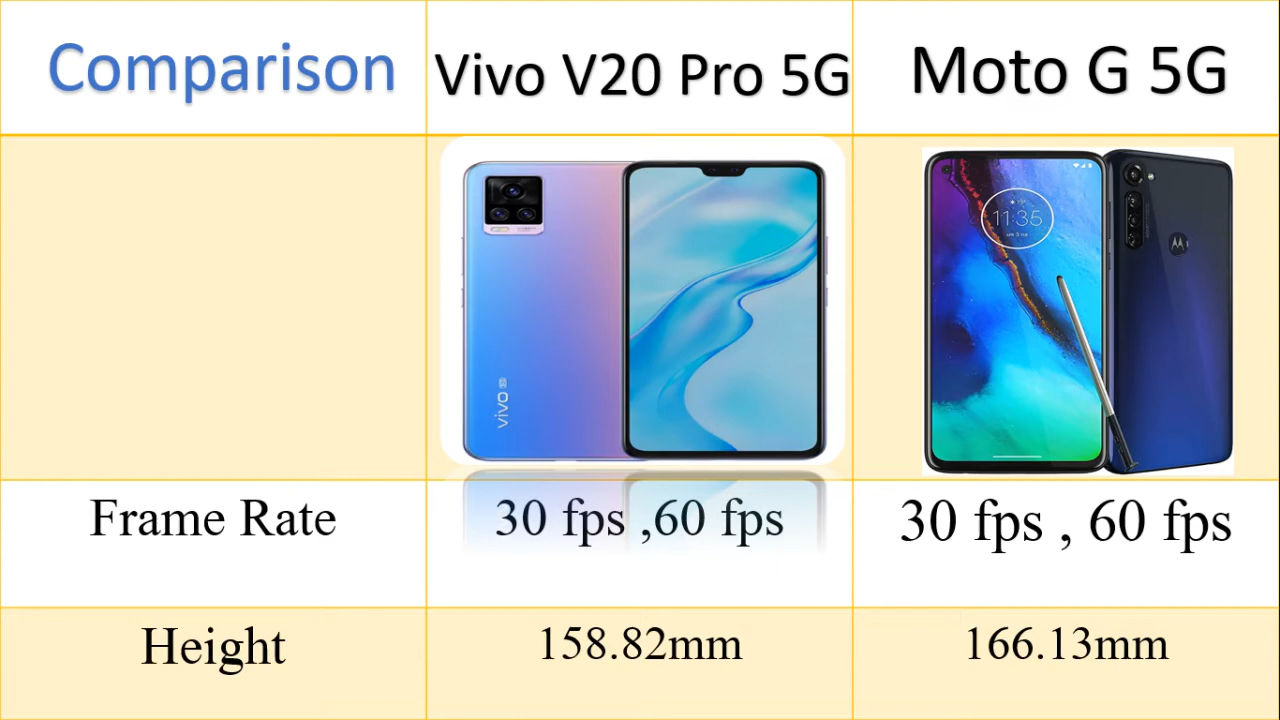 Comparison Vivo V20 Pro 5G Moto G 5G
vivo
11:35
Frame Rate 30 fps ,60 fps 30 fps , 60 fps
Height 158.82mm 166.13mm